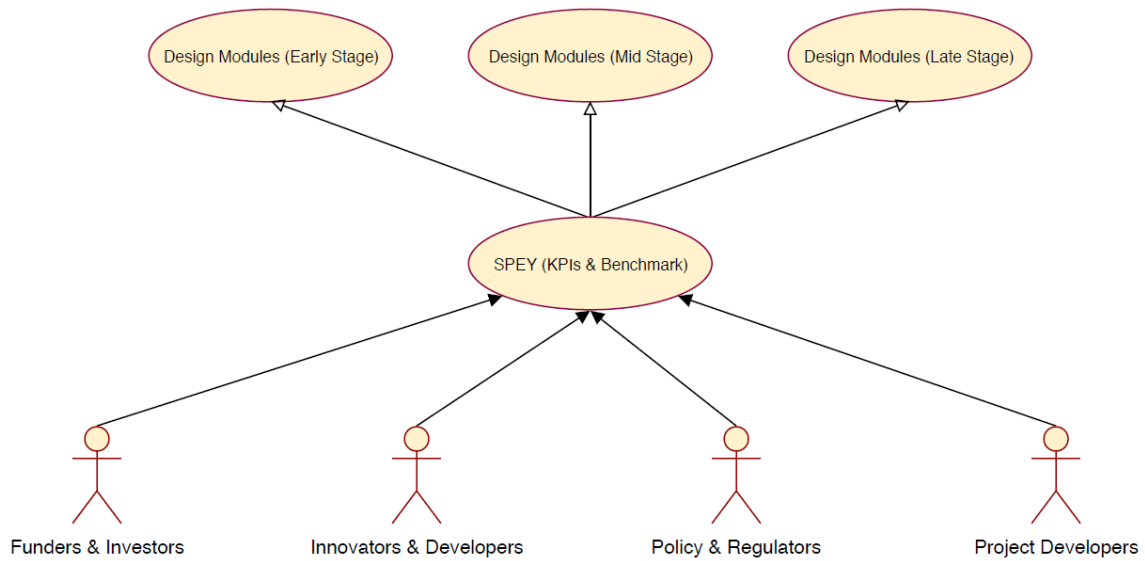 Design Modules (Early Stage)
Design Modules (Mid Stage)
Design Modules (Late Stage)
SPEY (KPIs & Benchmark)
Funders & Investors
Innovators & Developers
Policy & Regulators
Project Developers